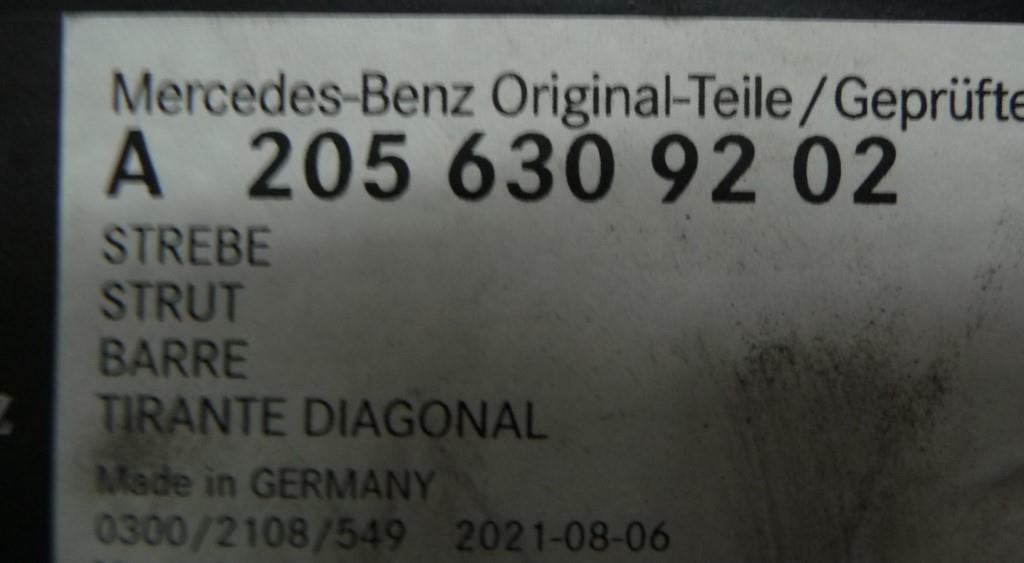 Mercedes-Benz Original-Teile/Geprüfte
A 205 630 92 02
STREBE
STRUT
BARRE
TIRANTE DIAGONAL
Made in GERMANY
0300/2108/549 2021-08-06